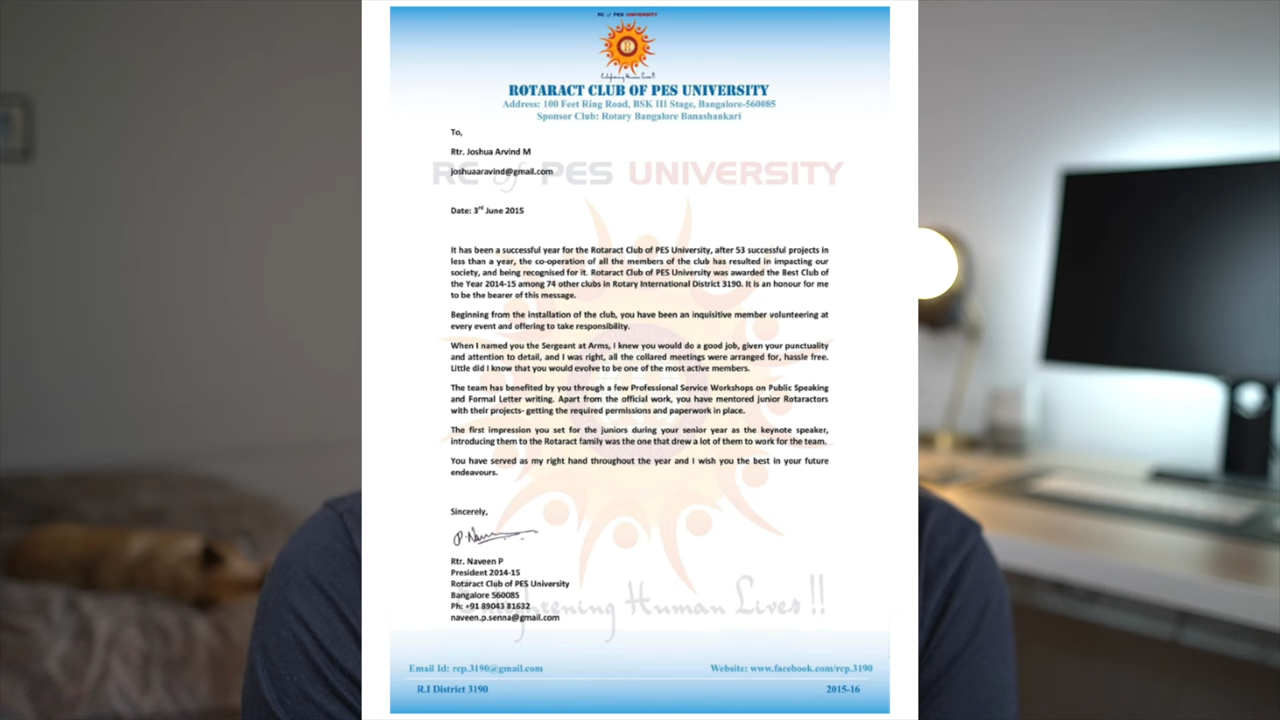 RC of PES UNIVERSITY
R
Enlightening Human Lives!!
ROTARACT CLUB OF PES UNIVERSITY
Address: 100 Feet Ring Road, BSK III Stage, Bangalore-560085
Sponsor Club: Rotary Bangalore Banashankari
To,
Rtr. Joshua Arvind M
RC of PES UNIVERSITY
joshuaaravind@gmail.com
Date: 3rd June 2015
It has been a successful year for the Rotaract Club of PES University, after 53 successful projects in
less than a year, the co-operation of all the members of the club has resulted in impacting our
society, and being recognised for it. Rotaract Club of PES University was awarded the Best Club of
the Year 2014-15 among 74 other clubs in Rotary International District 3190. It is an honour for me
to be the bearer of this message.
Beginning from the installation of the club, you have been an inquisitive member volunteering at
every event and offering to take responsibility.
When I named you the Sergeant at Arms, I knew you would do a good job, given your punctuality
and attention to detail, and I was right, all the collared meetings were arranged for, hassle free.
Little did I know that you would evolve to be one of the most active members.
The team has benefited by you through a few Professional Service Workshops on Public Speaking
and Formal Letter writing. Apart from the official work, you have mentored junior Rotaractors
with their projects- getting the required permissions and paperwork in place.
The first impression you set for the juniors during your senior year as the keynote speaker,
introducing them to the Rotaract family was the one that drew a lot of them to work for the team.
You have served as my right hand throughout the year and I wish you the best in your future
endeavours.
Sincerely,
Rtr. Naveen P
President 2014-15
Rotaract Club of PES University
Bangalore 560085
Ph: +91 89043 81632
Enlightening Human Lives !!
naveen.p.senna@gmail.com
Email Id: rcp.3190@gmail.com
Website: www.facebook.com/rcp.3190
R.I District 3190
2015-16